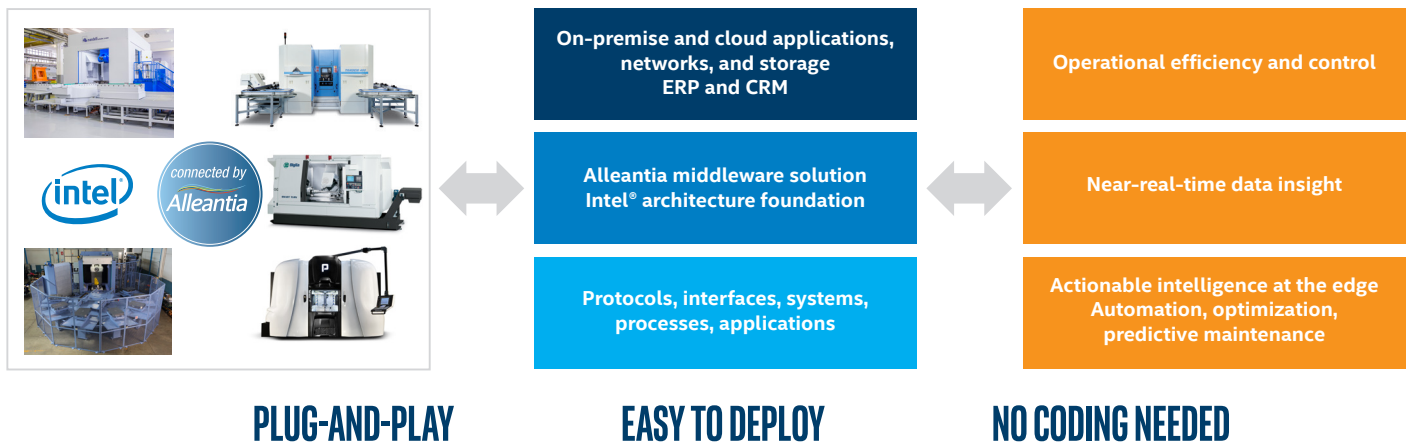 intel®
connected by
Alleantia
On-premise and cloud applications,
networks, and storage
ERP and CRM
Alleantia middleware solution
Intel® architecture foundation
Protocols, interfaces, systems,
processes, applications
Operational efficiency and control
Near-real-time data insight
Actionable intelligence at the edge
Automation, optimization,
predictive maintenance
PLUG-AND-PLAY
EASY TO DEPLOY
NO CODING NEEDED